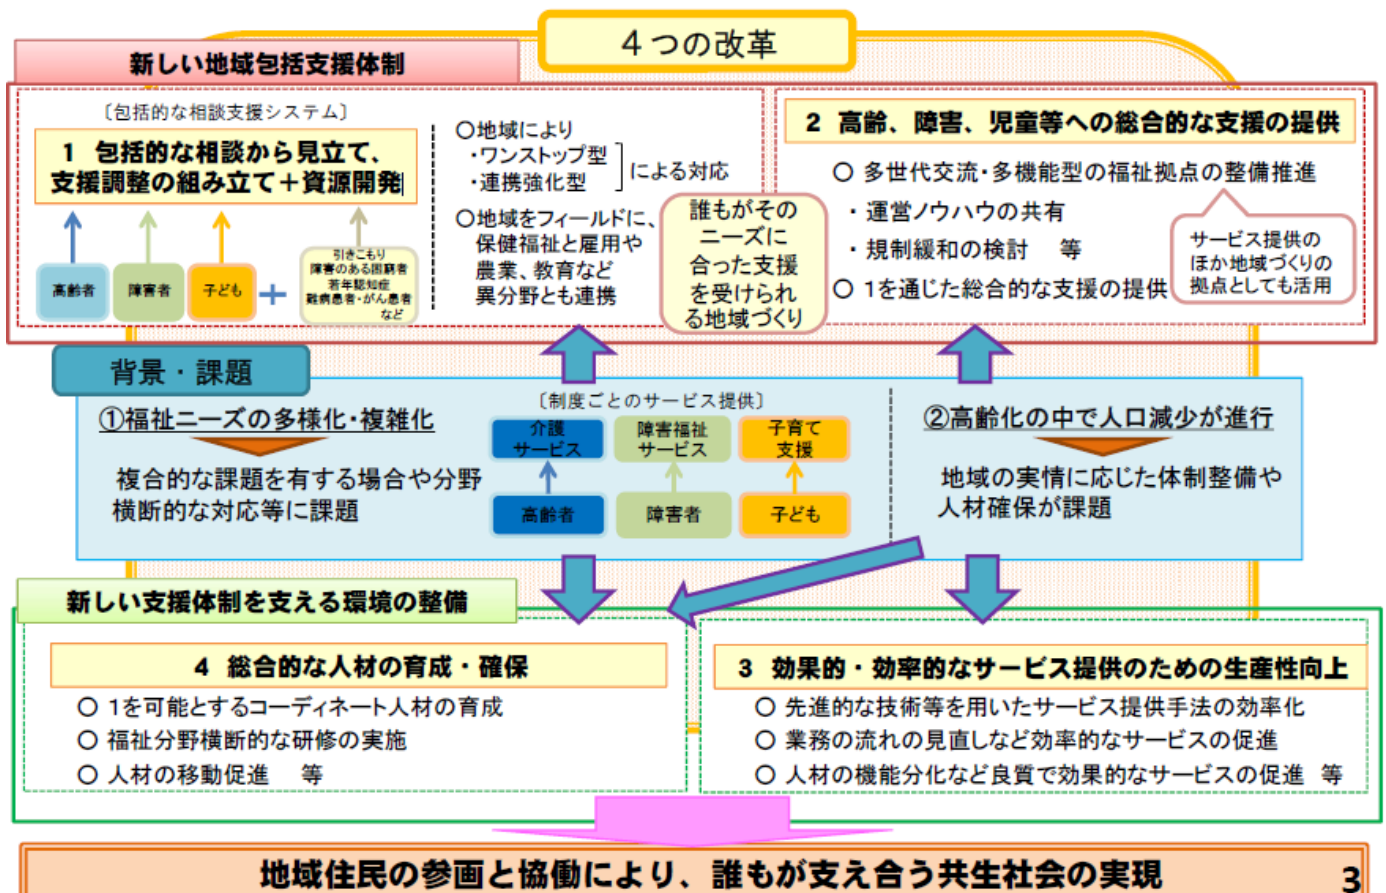 4つの改革
新しい地域包括支援体制
〔包括的な相談支援システム〕
1 包括的な相談から見立て、
支援調整の組み立て＋資源開発
高齢者
障害者
子ども
＋
引きこもり
障害のある困窮者
若年認知症
難病患者・がん患者
など
○地域により
・ワンストップ型
・連携強化型
による対応
○地域をフィールドに、
保健福祉と雇用や
農業、教育など
異分野とも連携
誰もがその
ニーズに
合った支援
を受けられ
る地域づくり
2 高齢、障害、児童等への総合的な支援の提供
○ 多世代交流・多機能型の福祉拠点の整備推進
・運営ノウハウの共有
・規制緩和の検討 等
○ 1を通じた総合的な支援の提供
サービス提供の
ほか地域づくりの
拠点としても活用
背景・課題
①福祉ニーズの多様化・複雑化
複合的な課題を有する場合や分野
横断的な対応等に課題
〔制度ごとのサービス提供〕
介護
サービス
障害福祉
サービス
子育て
支援
高齢者
障害者
子ども
②高齢化の中で人口減少が進行
地域の実情に応じた体制整備や
人材確保が課題
新しい支援体制を支える環境の整備
4 総合的な人材の育成・確保
○ 1を可能とするコーディネート人材の育成
○ 福祉分野横断的な研修の実施
○ 人材の移動促進 等
3 効果的・効率的なサービス提供のための生産性向上
○ 先進的な技術等を用いたサービス提供手法の効率化
○ 業務の流れの見直しなど効率的なサービスの促進
○ 人材の機能分化など良質で効果的なサービスの促進 等
地域住民の参画と協働により、誰もが支え合う共生社会の実現
3